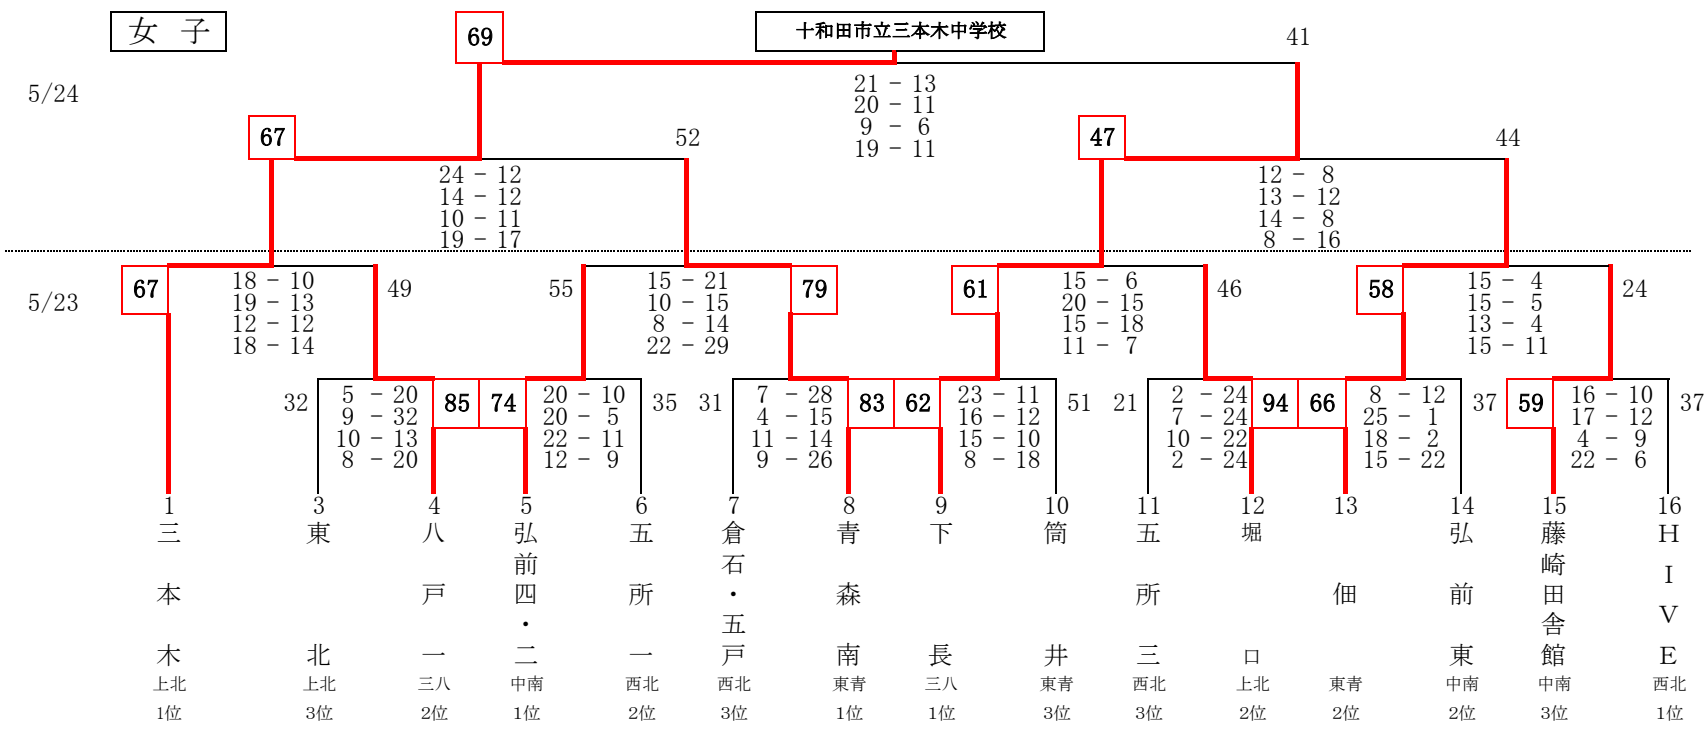 女 子
69
十和田市立三本木中学校
41
5/24
21 - 13
20 - 11
9 - 6
19 - 11
67
52
47
44
24 - 12
14 - 12
10 - 11
19 - 17
12 - 8
13 - 12
14 - 8
8 - 16
5/23
67
18 - 10
19 - 13
12 - 12
18 - 14
49
55
15 - 21
10 - 15
8 - 14
22 - 29
79
61
15 - 6
20 - 15
15 - 18
11 - 7
46
58
15 - 4
15 - 5
13 - 4
15 - 11
24
32
5 - 20
9 - 32
10 - 13
8 - 20
85
74
20 - 10
20 - 5
22 - 11
12 - 9
35
31
7 - 28
4 - 15
11 - 14
9 - 26
83
62
23 - 11
16 - 12
15 - 10
8 - 18
51
21
2 - 24
7 - 24
10 - 22
2 - 24
94
66
8 - 12
25 - 1
18 - 2
15 - 22
37
59
16 - 10
17 - 12
4 - 9
22 - 6
37
1
三本木
上北
1位
3
東北
上北
3位
4
八戸一
三八
2位
5
弘前四・二
中南
1位
6
五所一
西北
2位
7
倉石・五戸
西北
3位
8
青森南
東青
1位
9
下長
三八
1位
10
筒井
東青
3位
11
五所三
西北
3位
12
堀口
上北
2位
13
佃
東青
2位
14
弘前東
中南
2位
15
藤崎田舎館
中南
3位
16
HIVE
西北
1位